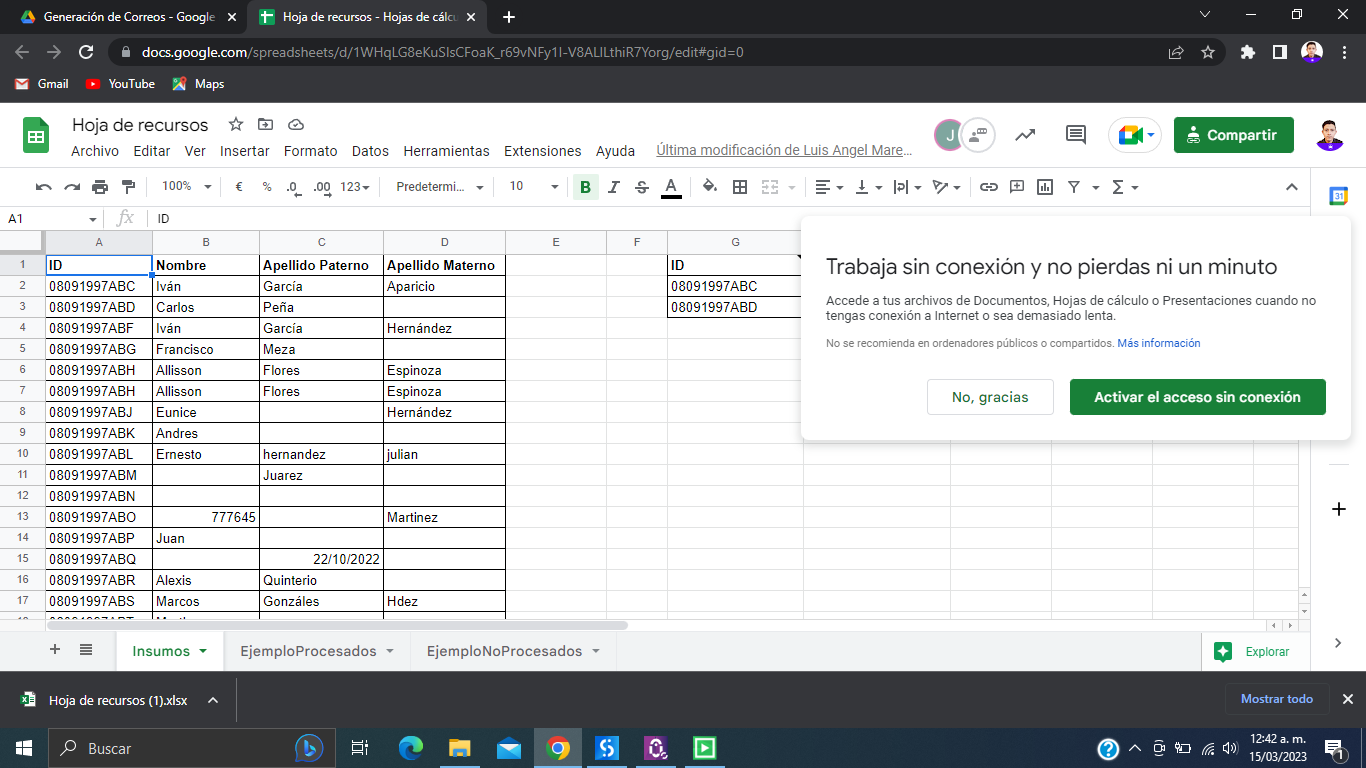 Generación de Correos - Google
Hoja de recursos - Hojas de cálcu
docs.google.com/spreadsheets/d/1WHqLG8eKuSIsCFoaK_r69vNFy1I-V8ALILthiR7Yorg/edit#gid=0
Gmail YouTube Maps
Hoja de recursos
J
Compartir
Archivo Editar Ver Insertar Formato Datos Herramientas Extensiones Ayuda Última modificación de Luis Angel Mare...
100% € % .0 .00 123 Predetermi... 10 B I S A
31
A1 fx ID
A B C D E F G
1 ID Nombre Apellido Paterno Apellido Materno ID
2 08091997ABC Iván García Aparicio 08091997ABC
3 08091997ABD Carlos Peña 08091997ABD
4 08091997ABF Iván García Hernández
5 08091997ABG Francisco Meza
6 08091997ABH Allisson Flores Espinoza
7 08091997ABH Allisson Flores Espinoza
8 08091997ABJ Eunice Hernández
9 08091997ABK Andres
10 08091997ABL Ernesto hernandez julian
11 08091997ABM Juarez
12 08091997ABN
13 08091997ABO 777645 Martinez
14 08091997ABP Juan
15 08091997ABQ 22/10/2022
16 08091997ABR Alexis Quinterio
17 08091997ABS Marcos Gonzáles Hdez
Trabaja sin conexión y no pierdas ni un minuto
Accede a tus archivos de Documentos, Hojas de cálculo o Presentaciones cuando no
tengas conexión a Internet o sea demasiado lenta.
No se recomienda en ordenadores públicos o compartidos. Más información
No, gracias Activar el acceso sin conexión
Insumos EjemploProcesados EjemploNoProcesados Explorar
Hoja de recursos (1).xlsx Mostrar todo
Buscar
12:42 a. m.
15/03/2023
1